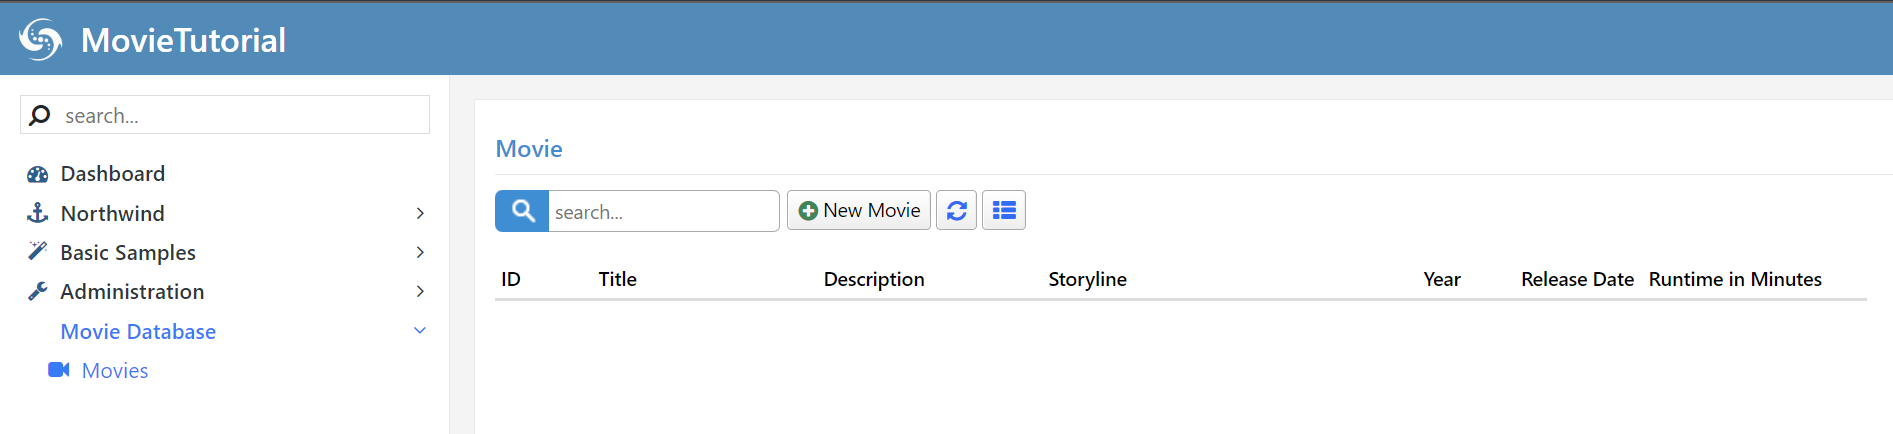 MovieTutorial
search...
Dashboard
Northwind
Basic Samples
Administration
Movie Database
Movies
Movie
search... New Movie
ID Title Description Storyline Year Release Date Runtime in Minutes